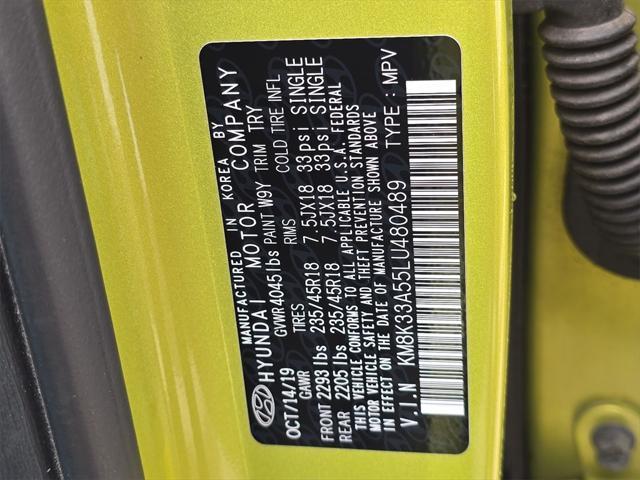 MANUFACTURED IN KOREA BY
HYUNDAI MOTOR COMPANY
OCT/14/19 GVWR 4045lbs PAINT W9Y TRIM TRY
GAWR TIRES RIMS COLD TIRE INFL
FRONT 2293 lbs 235/45R18 7.5JX18 33psi SINGLE
REAR 2205 lbs 235/45R18 7.5JX18 33 psi SINGLE
THIS VEHICLE CONFORMS TO ALL APPLICABLE U.S.A. FEDERAL
MOTOR VEHICLE SAFETY AND THEFT PREVENTION STANDARDS
IN EFFECT ON THE DATE OF MANUFACTURE SHOWN ABOVE
V.I.N KM8K33A55LU480489 TYPE : MPV